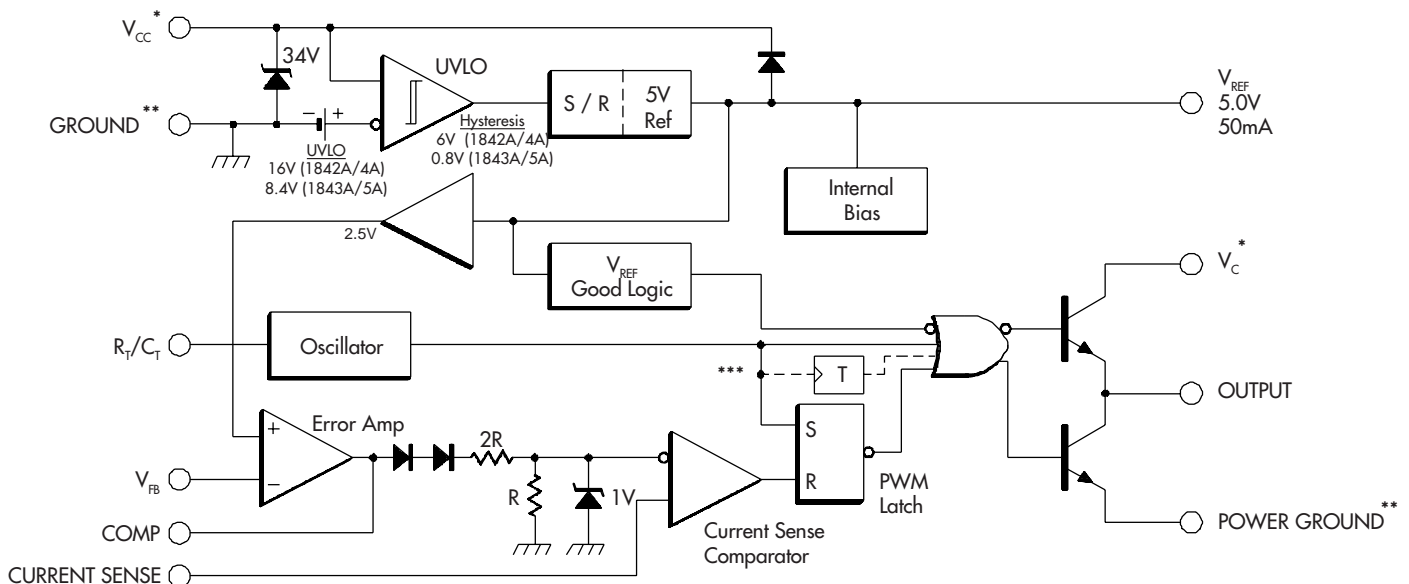 V_CC*
34V
UVLO
S / R
5V
Ref
V_REF
5.0V
50mA
GROUND**
−
+
UVLO
16V (1842A/4A)
8.4V (1843A/5A)
Hysteresis
6V (1842A/4A)
0.8V (1843A/5A)
Internal
Bias
2.5V
V_REF
Good Logic
V_C*
R_T/C_T
Oscillator
***
T
OUTPUT
Error Amp
+
−
V_FB
2R
R
1V
S
R
PWM
Latch
Current Sense
Comparator
COMP
POWER GROUND**
CURRENT SENSE